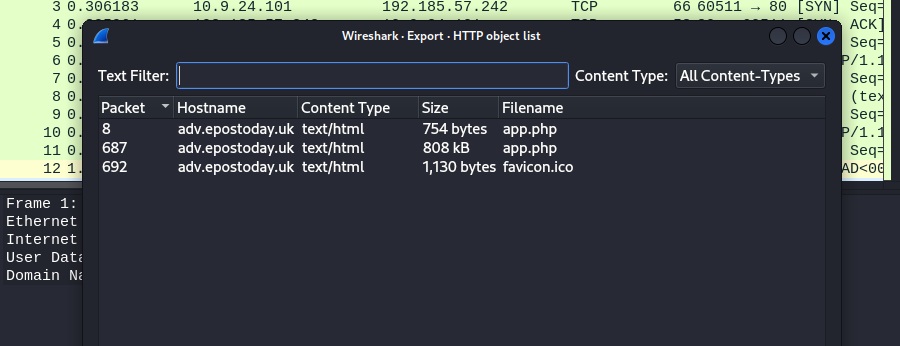 3 0.306183 10.9.24.101 192.185.57.242 TCP 66 60511 → 80 [SYN] Seq=
4 0. ACK]
Wireshark · Export · HTTP object list
5 0. Seq=
6 0. P/1.1
Text Filter: Content Type: All Content-Types
7 0. Seq=
8 0. (tex
Packet Hostname Content Type Size Filename
9 0. Seq=
8 adv.epostoday.uk text/html 754 bytes app.php
10 0. P/1.1
687 adv.epostoday.uk text/html 808 kB app.php
11 0. Seq=
692 adv.epostoday.uk text/html 1,130 bytes favicon.ico
12 1. AD<00
Frame 1:
Ethernet
Internet
User Data
Domain Na